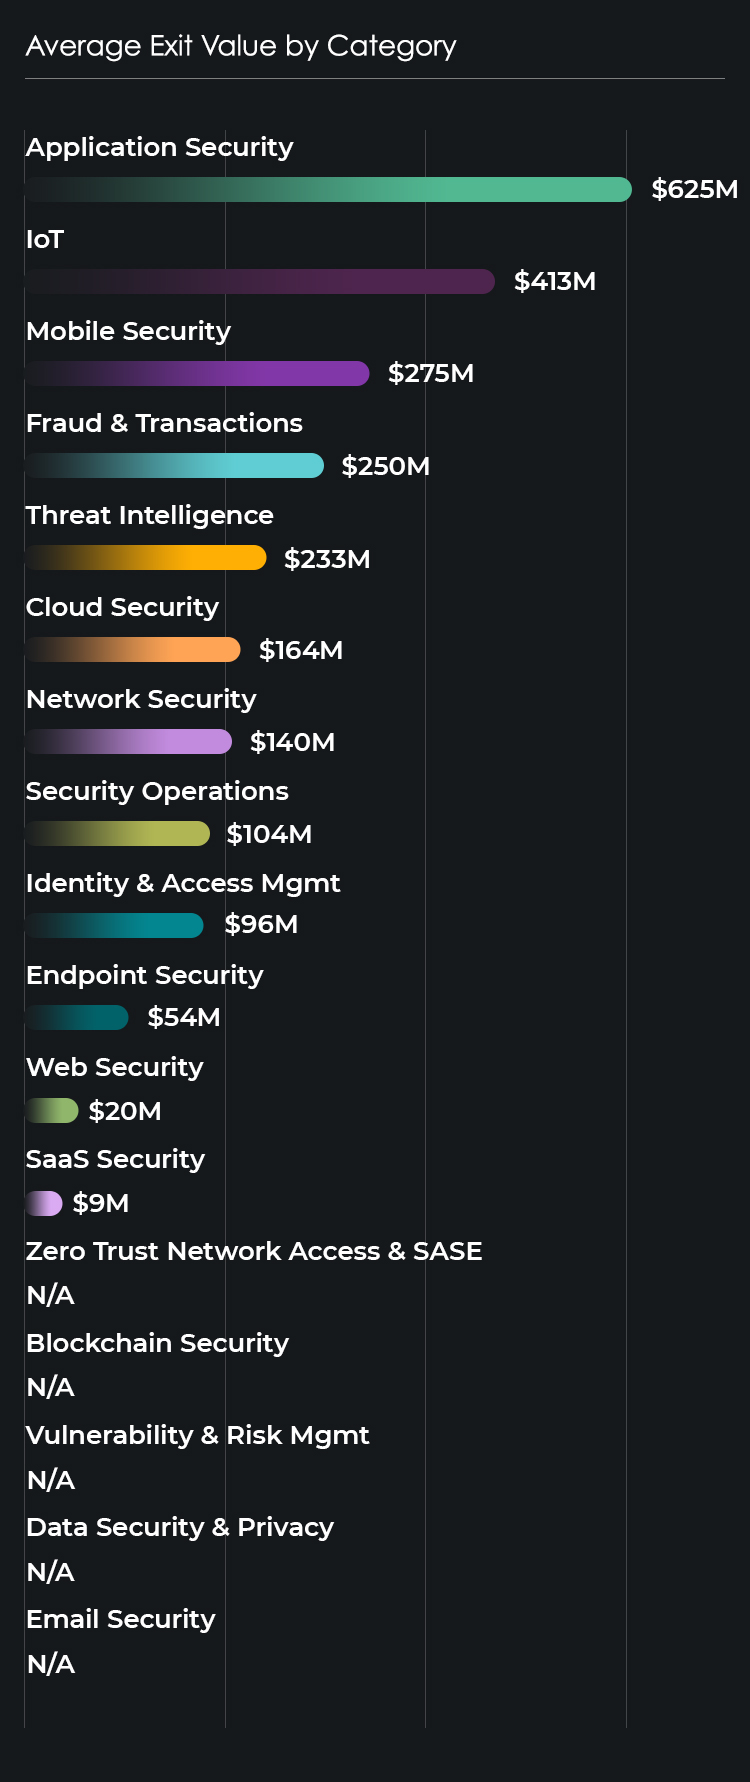 Average Exit Value by Category
Application Security
$625M
IoT
$413M
Mobile Security
$275M
Fraud & Transactions
$250M
Threat Intelligence
$233M
Cloud Security
$164M
Network Security
$140M
Security Operations
$104M
Identity & Access Mgmt
$96M
Endpoint Security
$54M
Web Security
$20M
SaaS Security
$9M
Zero Trust Network Access & SASE
N/A
Blockchain Security
N/A
Vulnerability & Risk Mgmt
N/A
Data Security & Privacy
N/A
Email Security
N/A